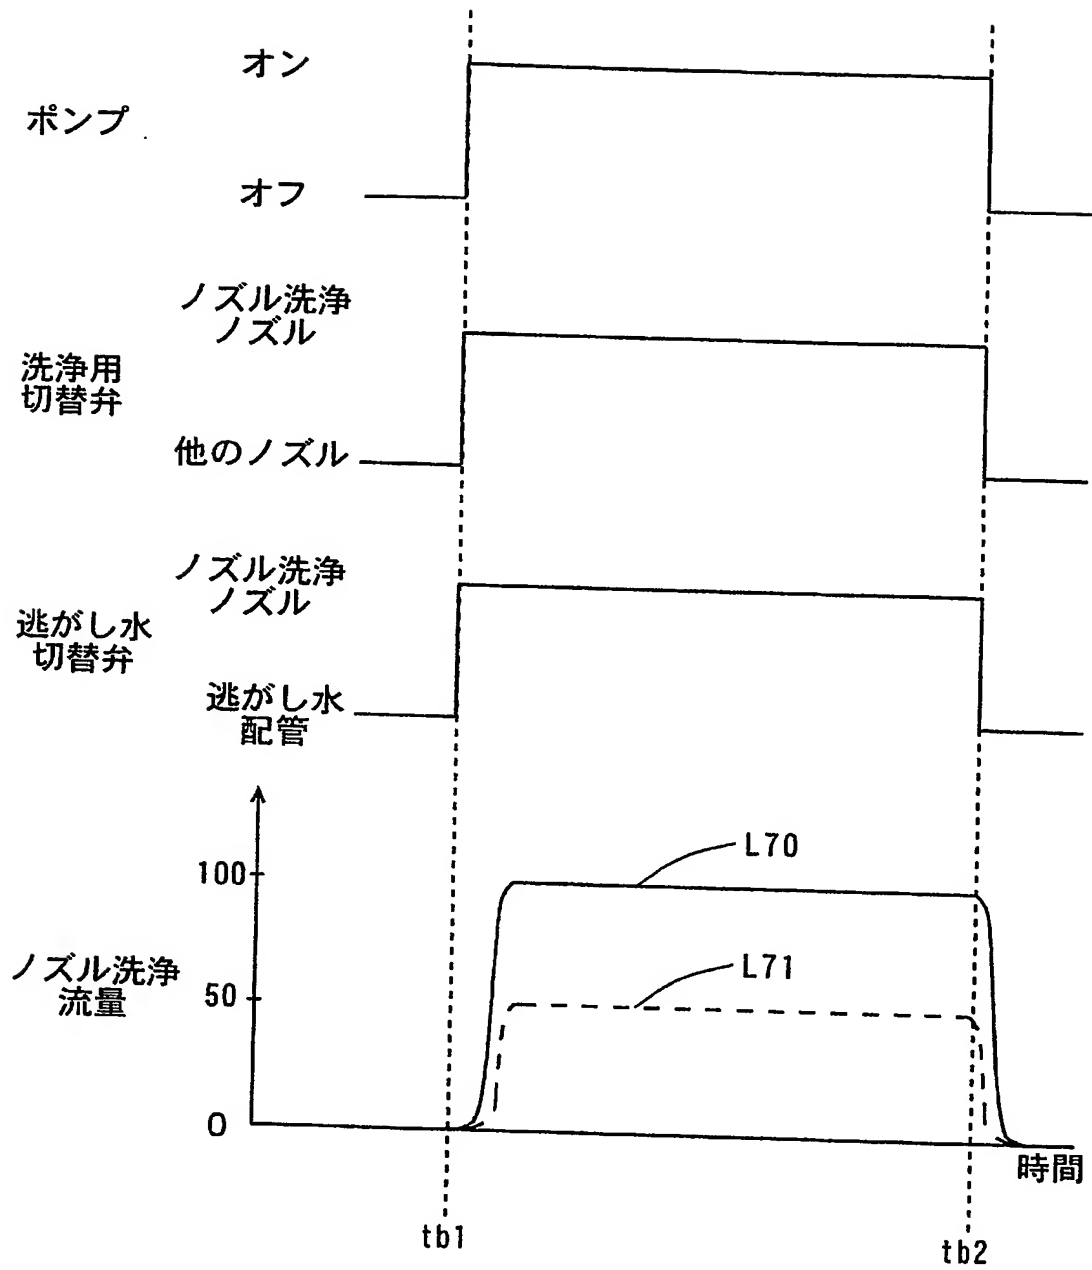 オン
ポンプ
オフ
ノズル洗浄
ノズル
洗浄用
切替弁
他のノズル
ノズル洗浄
ノズル
逃がし水
切替弁
逃がし水
配管
L70
100
L71
ノズル洗浄
流量
50
0
時間
tb1
tb2